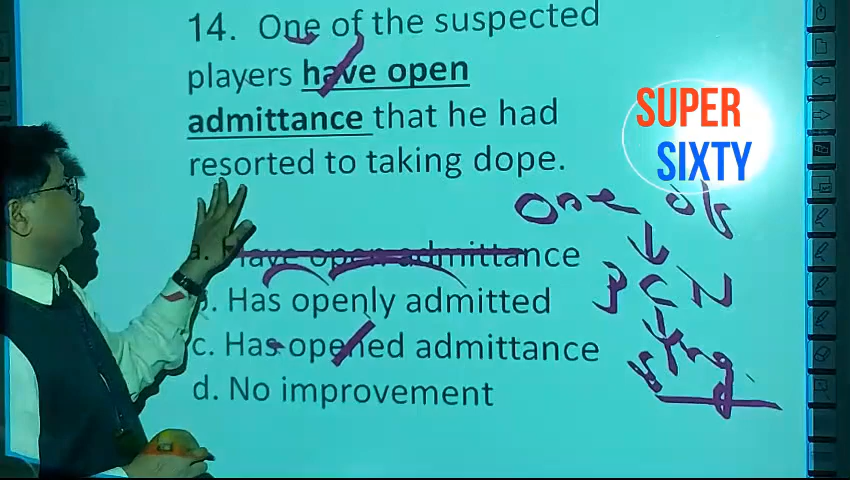 14. One of the suspected
players have open
admittance that he had
resorted to taking dope.
SUPER
SIXTY
One of
a. Have open admittance
b. Has openly admitted
c. Has opened admittance
d. No improvement